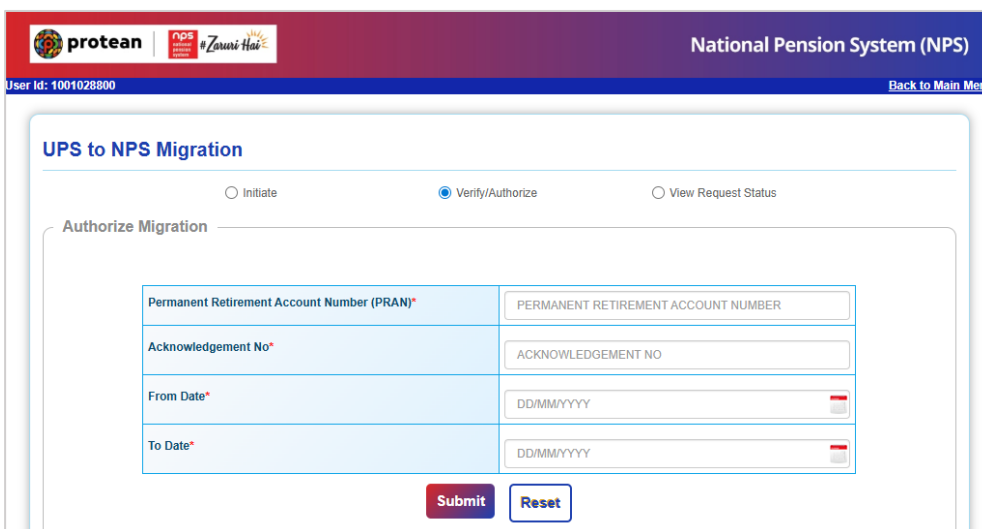 protean
nps
national
pension
system
#Zaruri Hai
National Pension System (NPS)
User Id: 1001028800
Back to Main Me
UPS to NPS Migration
Initiate
Verify/Authorize
View Request Status
Authorize Migration
Permanent Retirement Account Number (PRAN)*
PERMANENT RETIREMENT ACCOUNT NUMBER
Acknowledgement No*
ACKNOWLEDGEMENT NO
From Date*
DD/MM/YYYY
To Date*
DD/MM/YYYY
Submit
Reset